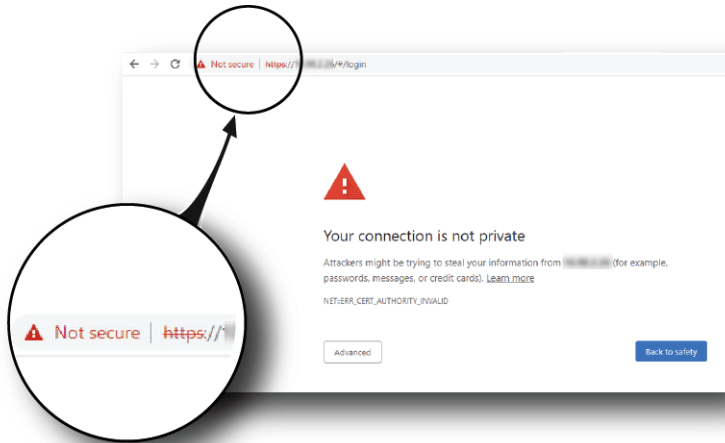 Not secure | https:// /#/login
Your connection is not private
Attackers might be trying to steal your information from (for example,
passwords, messages, or credit cards). Learn more
NET::ERR_CERT_AUTHORITY_INVALID
Advanced
Back to safety
Not secure | https://